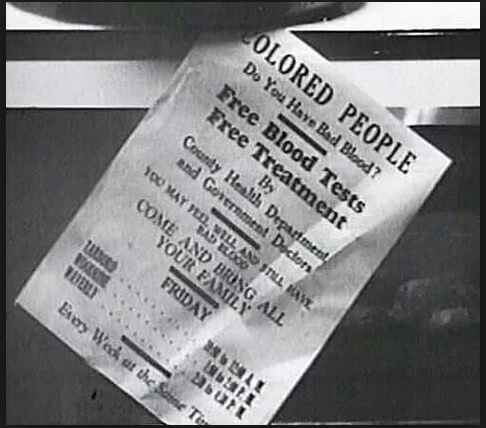 COLORED PEOPLE
Do You Have Bad Blood?
Free Blood Tests
Free Treatment
By
County Health Department
and Government Doctors
YOU MAY FEEL WELL AND STILL HAVE
BAD BLOOD
COME AND BRING ALL
YOUR FAMILY
FRIDAY
WAVERLY
Every Week at the Same